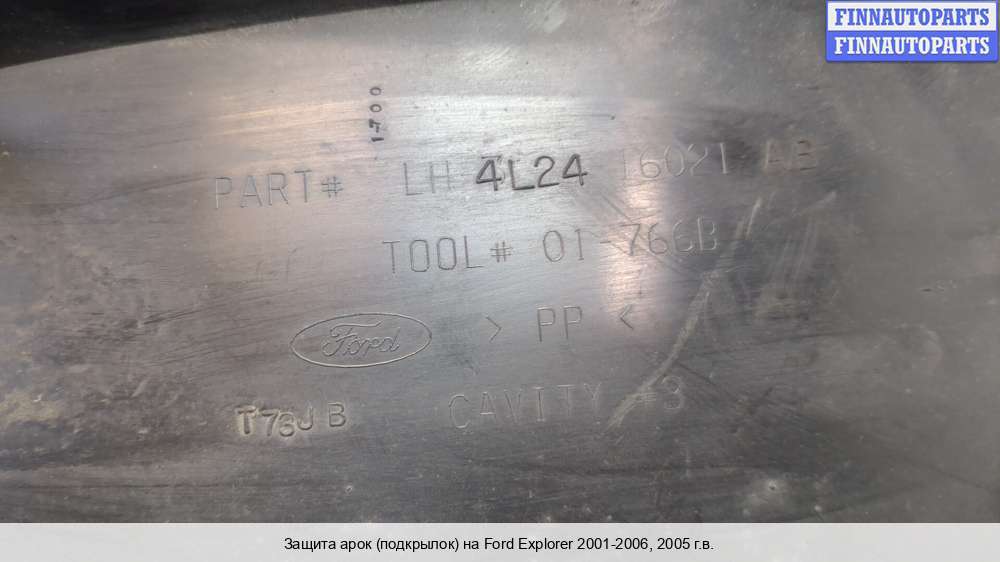 FINNAUTOPARTS
FINNAUTOPARTS
1-700
PART# LH 4L24 16021 AB
TOOL# 01-766B
Ford > PP <
CAVITY #3
Защита арок (подкрылок) на Ford Explorer 2001-2006, 2005 г.в.